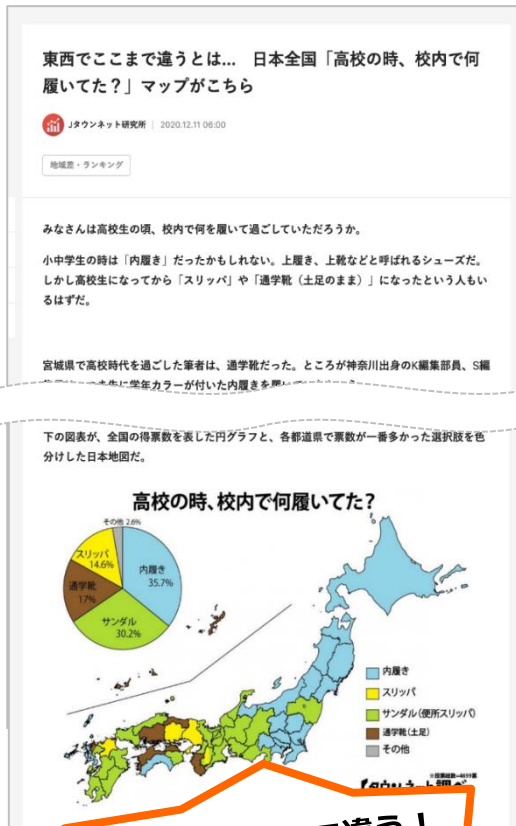 東西でここまで違うとは... 日本全国「高校の時、校内で何
履いてた？」マップがこちら
Jタウンネット研究所 | 2020.12.11 06:00
地域差・ランキング
みなさんは高校生の頃、校内で何を履いて過ごしていただろうか。
小中学生の時は「内履き」だったかもしれない。上履き、上靴などと呼ばれるシューズだ。
しかし高校生になってから「スリッパ」や「通学靴（土足のまま）」になったという人もい
るはずだ。
宮城県で高校時代を過ごした筆者は、通学靴だった。ところが神奈川出身のK編集部員、S編
下の図表が、全国の得票数を表した円グラフと、各都道県で票数が一番多かった選択肢を色
分けした日本地図だ。
高校の時、校内で何履いてた?
その他 2.6%
スリッパ
14.6%
内履き
35.7%
通学靴
17%
サンダル
30.2%
内履き
スリッパ
サンダル(便所スリッパ)
通学靴(土足)
その他
違う！